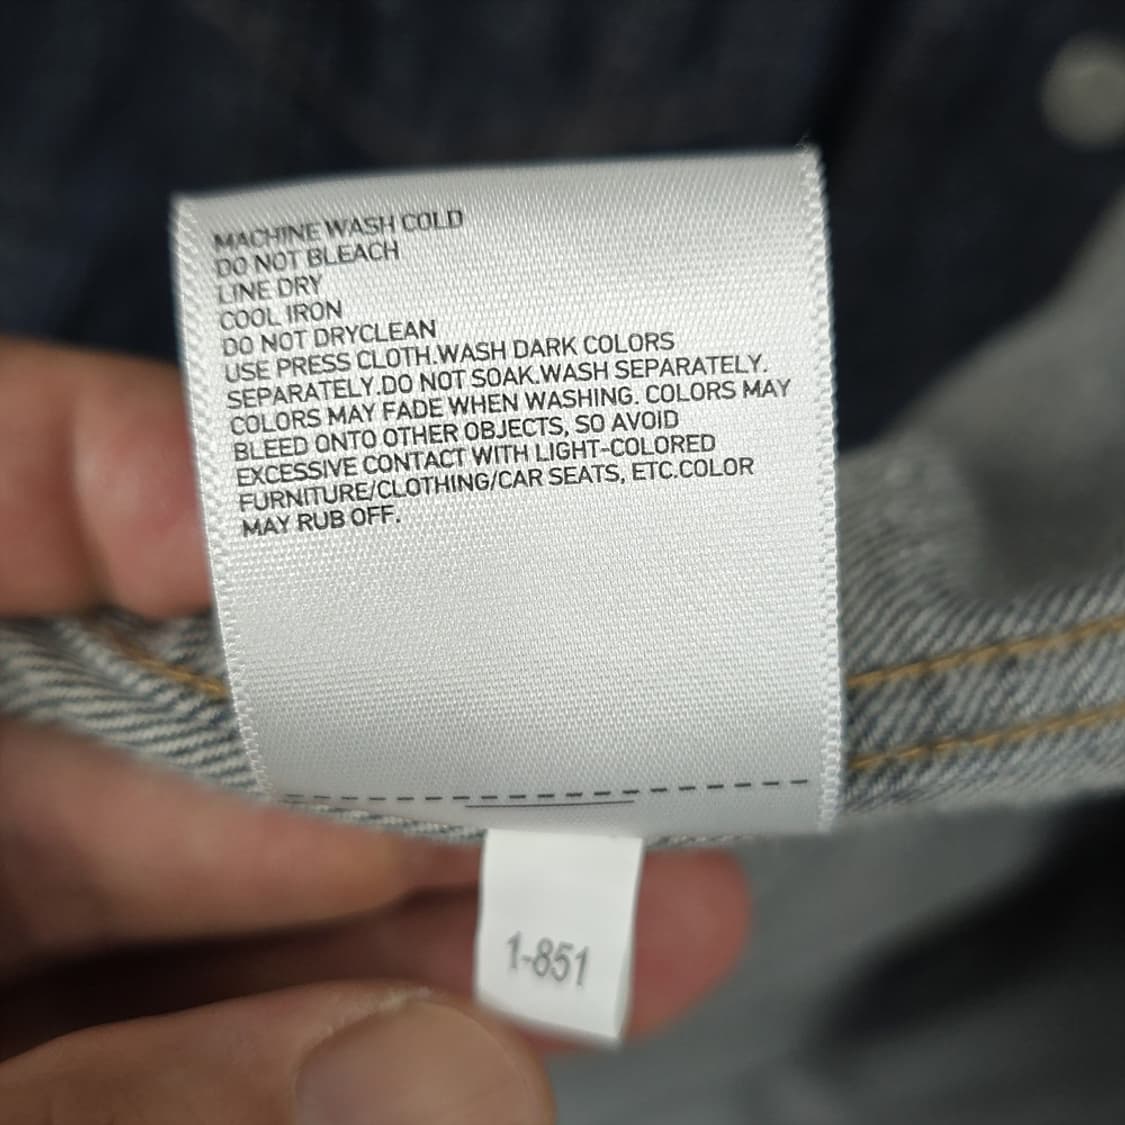 MACHINE WASH COLD
DO NOT BLEACH
LINE DRY
COOL IRON
DO NOT DRYCLEAN
USE PRESS CLOTH.WASH DARK COLORS
SEPARATELY.DO NOT SOAK.WASH SEPARATELY.
COLORS MAY FADE WHEN WASHING. COLORS MAY
BLEED ONTO OTHER OBJECTS, SO AVOID
EXCESSIVE CONTACT WITH LIGHT-COLORED
FURNITURE/CLOTHING/CAR SEATS, ETC.COLOR
MAY RUB OFF.
1-851